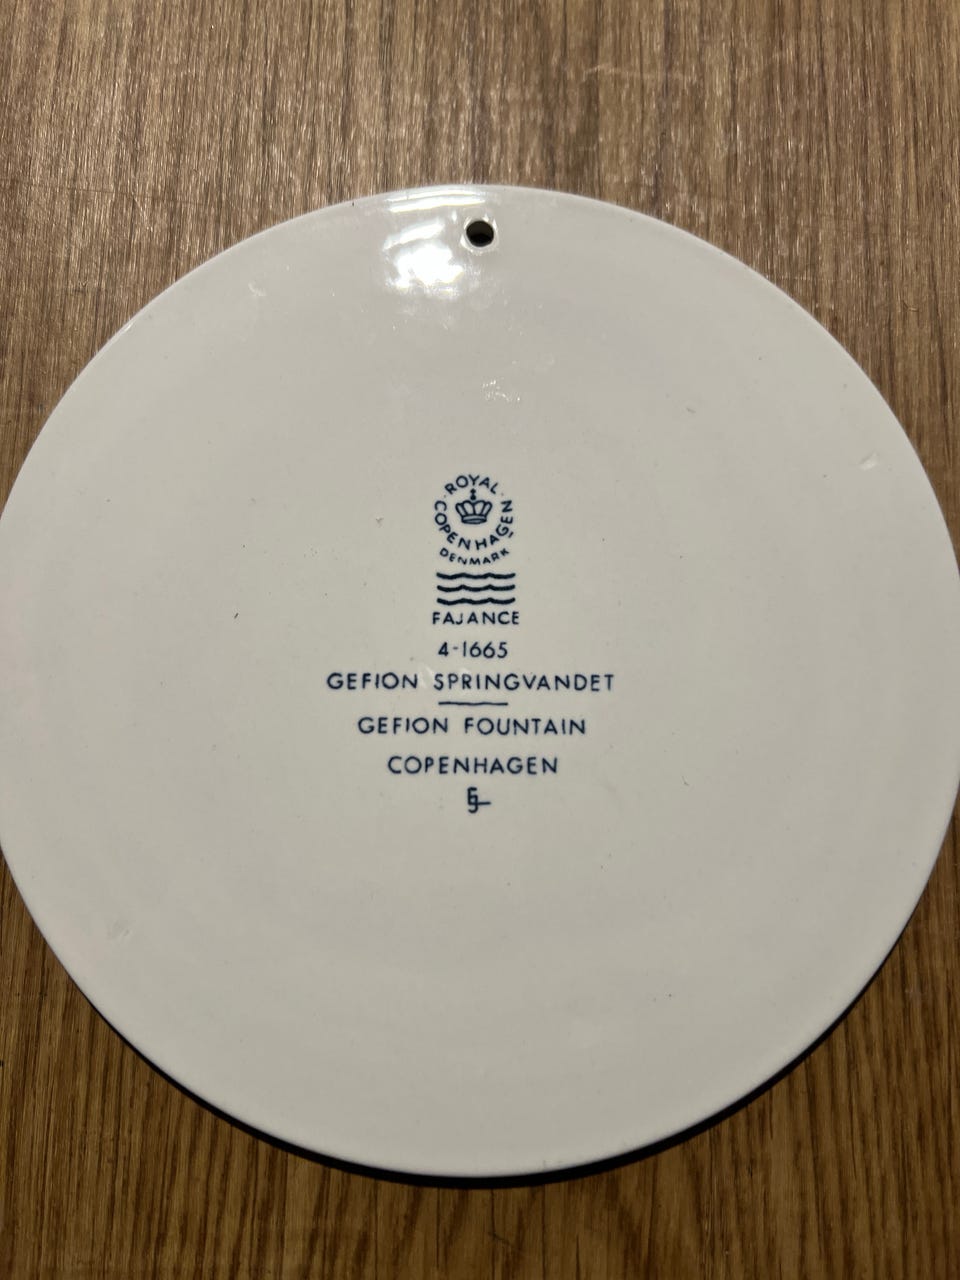 ROYAL COPENHAGEN
DENMARK
FAJANCE
4-1665
GEFION SPRINGVANDET
GEFION FOUNTAIN
COPENHAGEN